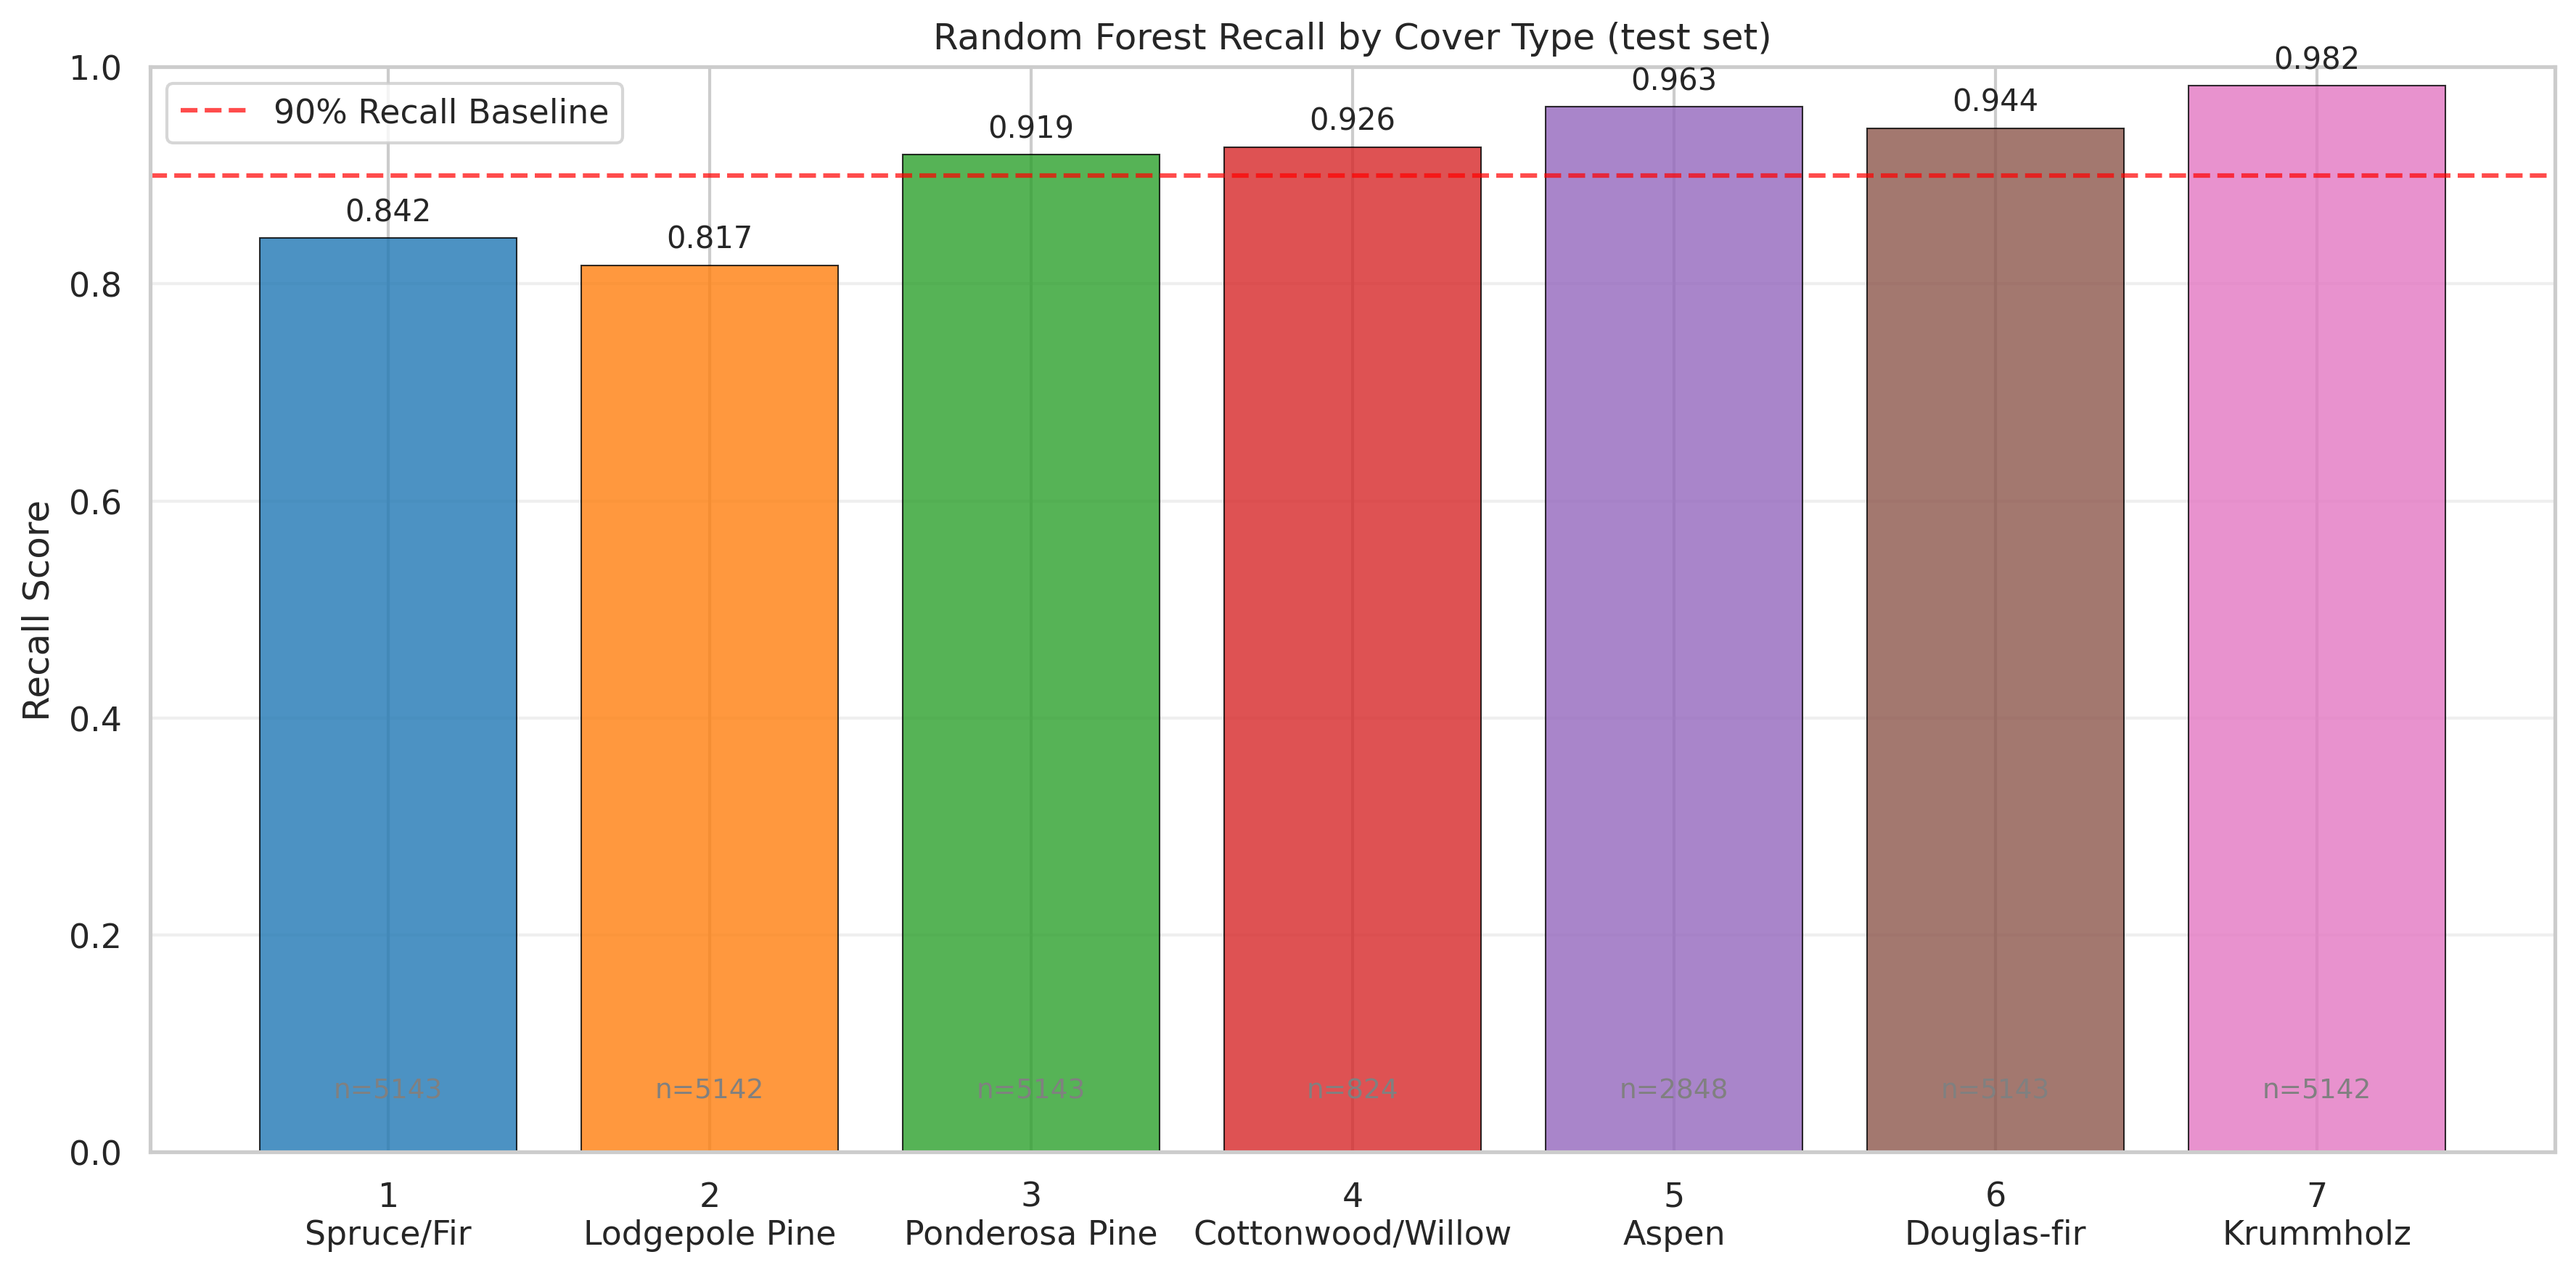 Random Forest Recall by Cover Type (test set)
90% Recall Baseline
Recall Score
1.0
0.8
0.6
0.4
0.2
0.0
0.842
0.817
0.919
0.926
0.963
0.944
0.982
n=5143
n=5142
n=5143
n=824
n=2848
n=5143
n=5142
1
Spruce/Fir
2
Lodgepole Pine
3
Ponderosa Pine
4
Cottonwood/Willow
5
Aspen
6
Douglas-fir
7
Krummholz